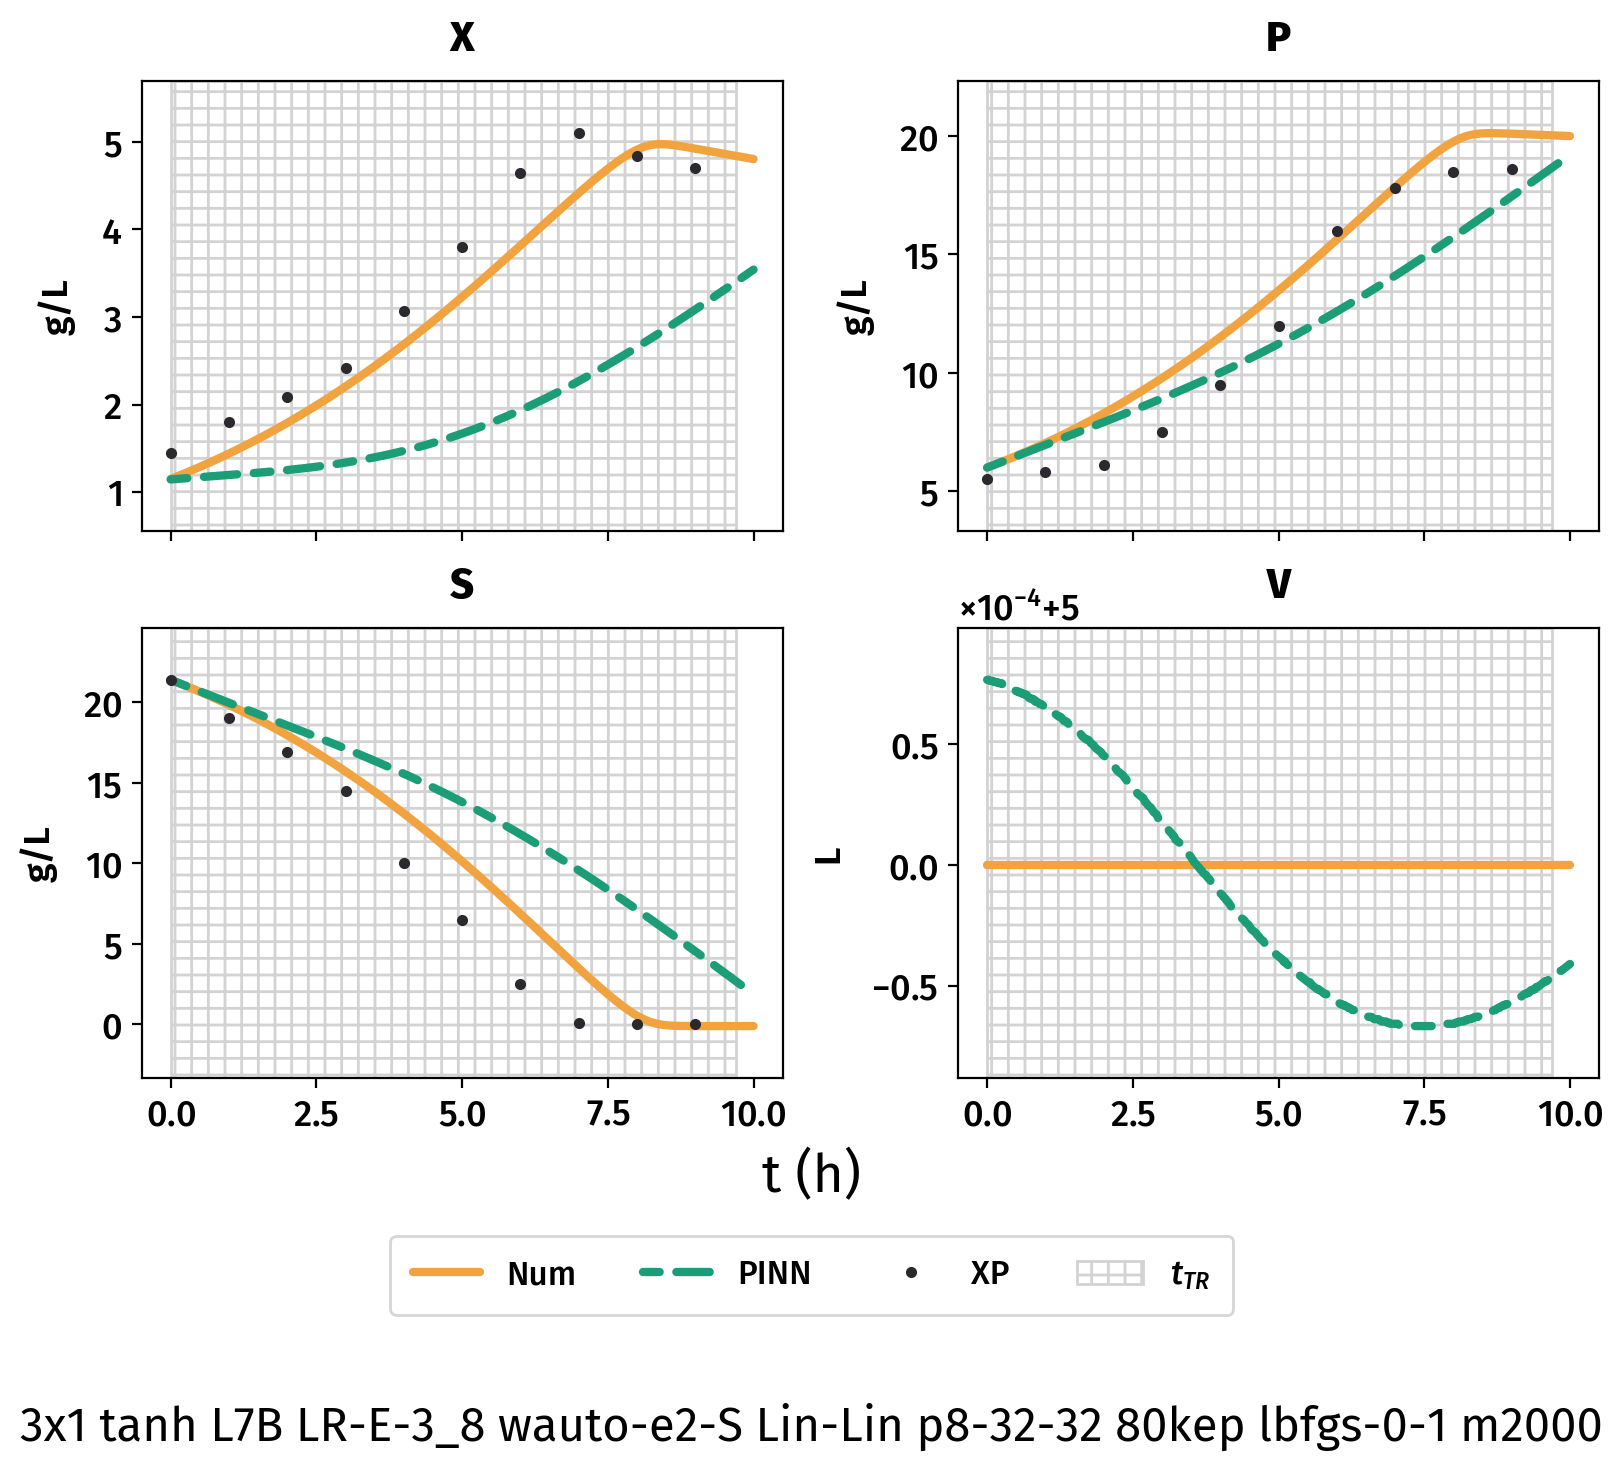 X
P
g/L
5
4
3
2
1
g/L
20
15
10
5
S
V
×10⁻⁴+5
g/L
20
15
10
5
0
L
0.5
0.0
−0.5
0.0 2.5 5.0 7.5 10.0
0.0 2.5 5.0 7.5 10.0
t (h)
Num PINN XP t_TR
3x1 tanh L7B LR-E-3_8 wauto-e2-S Lin-Lin p8-32-32 80kep lbfgs-0-1 m2000